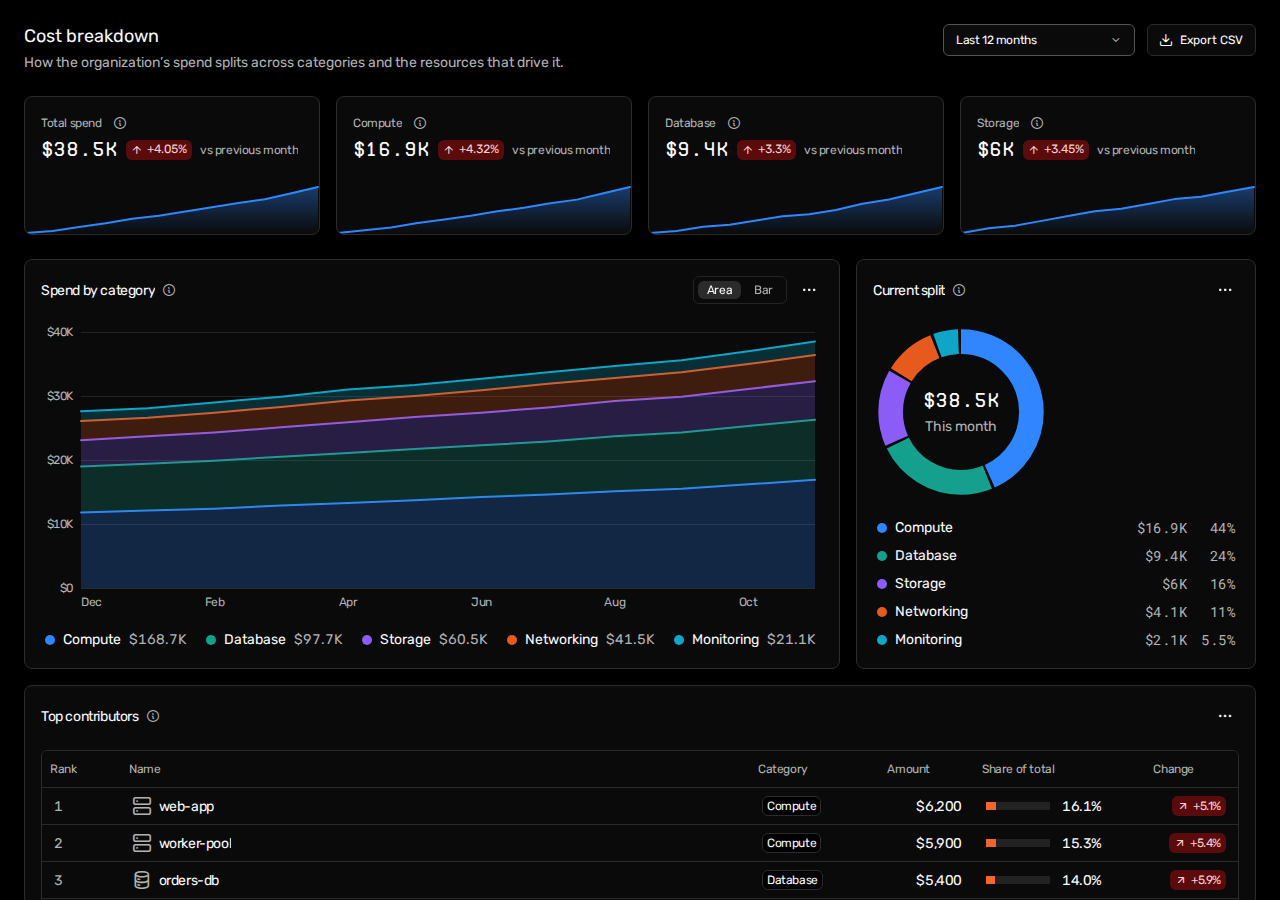 Cost breakdown
How the organization's spend splits across categories and the resources that drive it.
Last 12 months
Export CSV
Total spend
$38.5K +4.05% vs previous month
Compute
$16.9K +4.32% vs previous month
Database
$9.4K +3.3% vs previous month
Storage
$6K +3.45% vs previous month
Spend by category
Area Bar
$40K
$30K
$20K
$10K
$0
Dec Feb Apr Jun Aug Oct
Compute $168.7K Database $97.7K Storage $60.5K Networking $41.5K Monitoring $21.1K
Current split
$38.5K
This month
Compute $16.9K 44%
Database $9.4K 24%
Storage $6K 16%
Networking $4.1K 11%
Monitoring $2.1K 5.5%
Top contributors
Rank Name Category Amount Share of total Change
1 web-app Compute $6,200 16.1% +5.1%
2 worker-pool Compute $5,900 15.3% +5.4%
3 orders-db Database $5,400 14.0% +5.9%